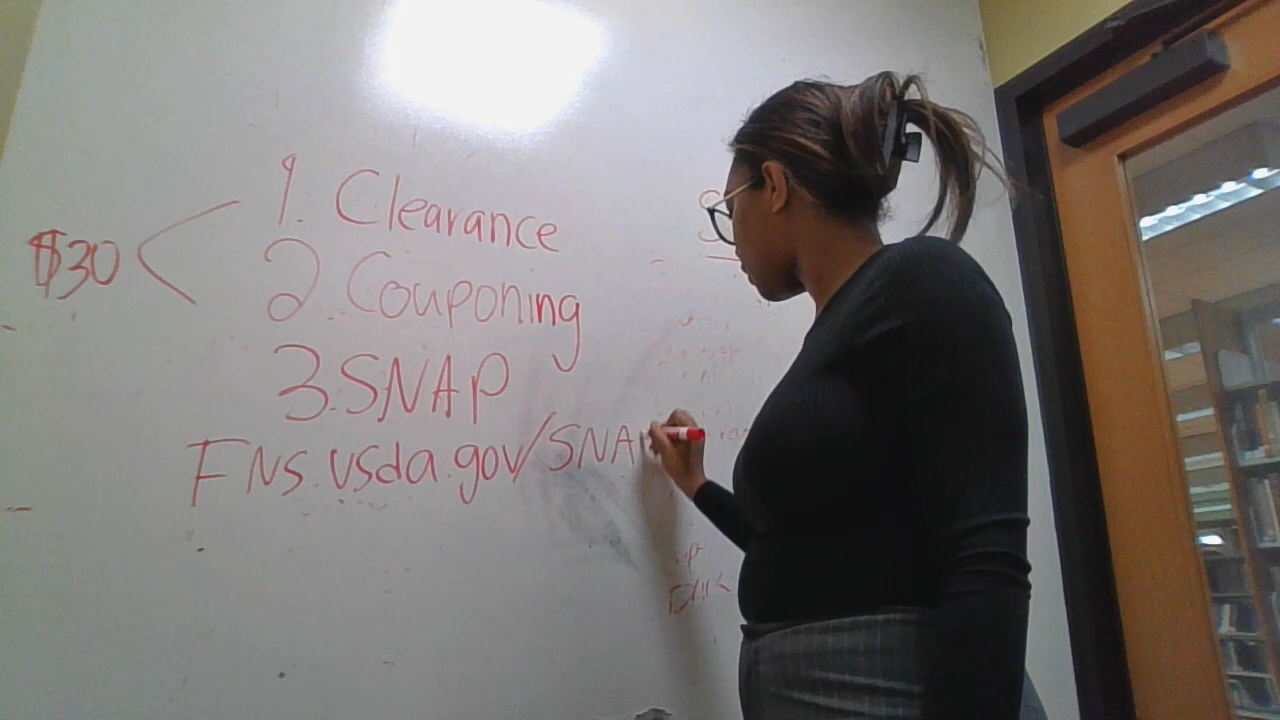 1. Clearance
$30
2. Couponing
3. SNAP
FNS.usda.gov/SNA